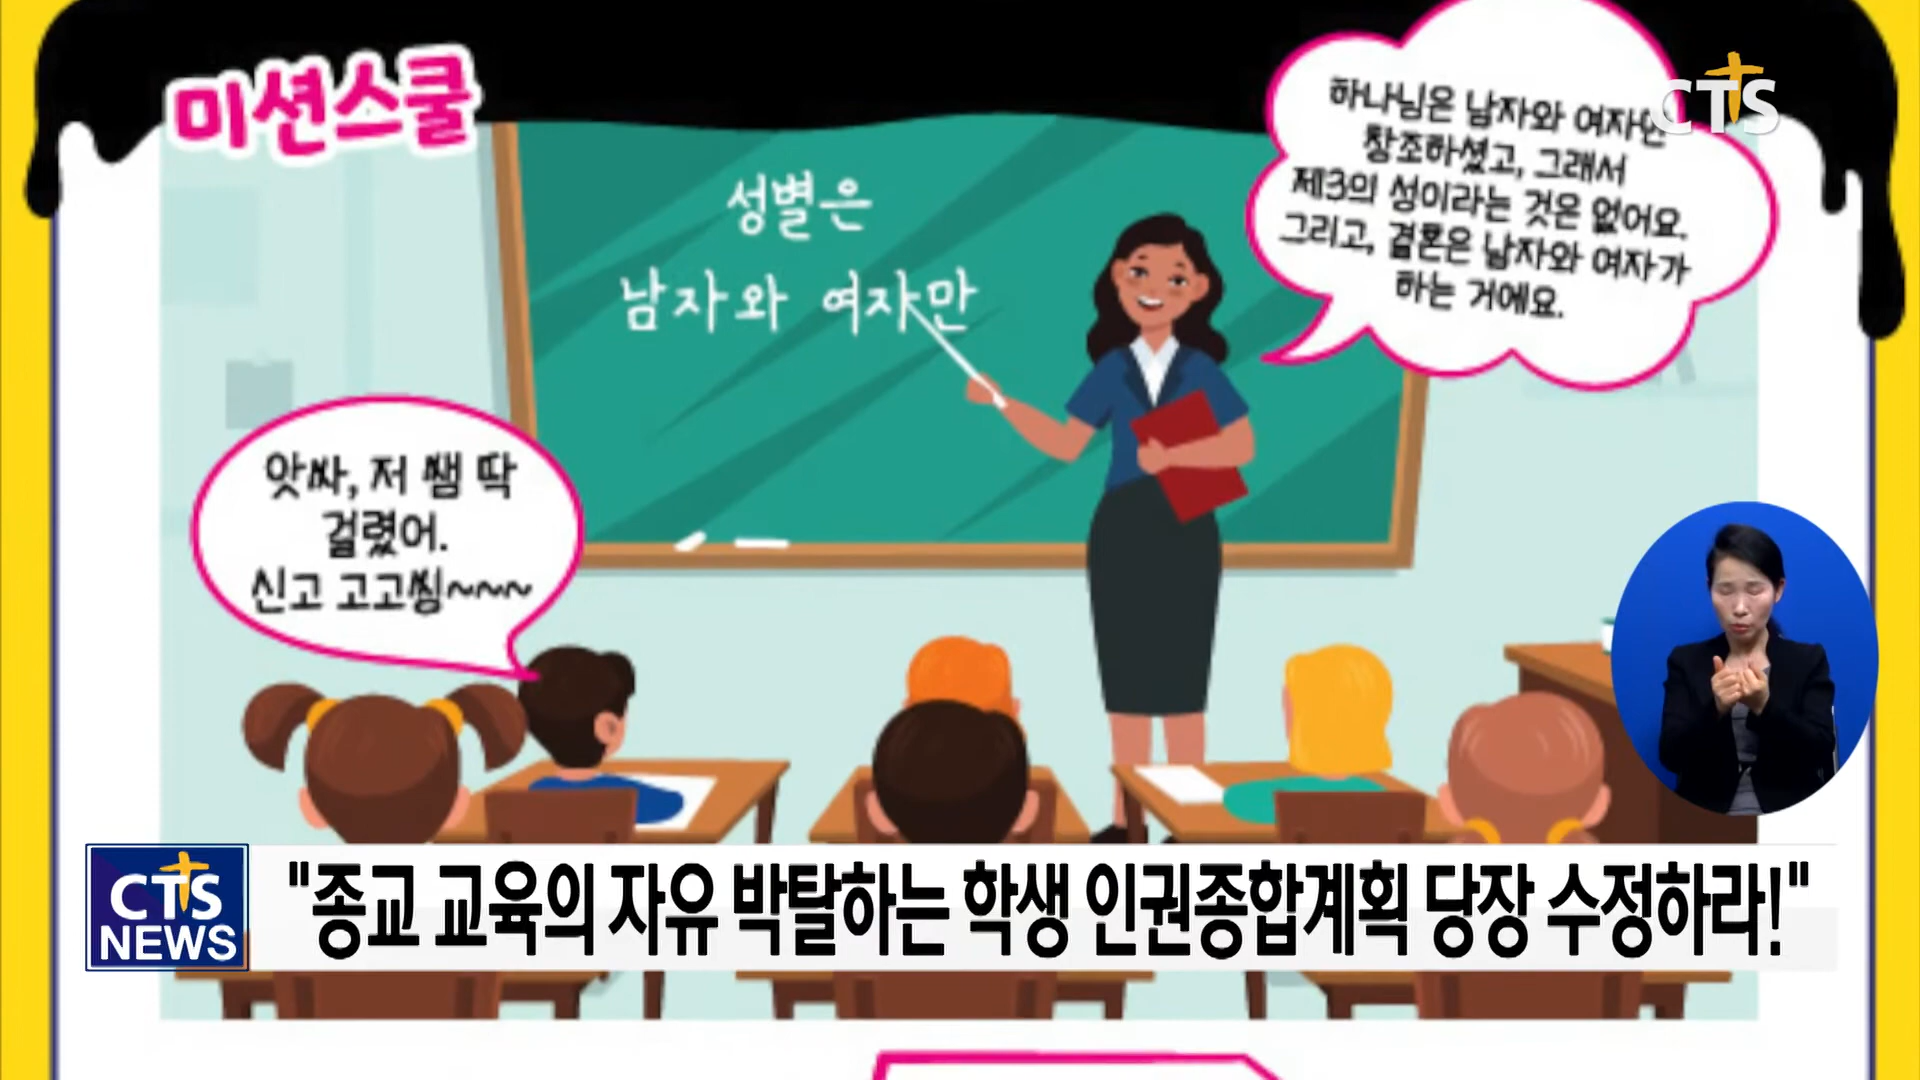 미션스쿨
CTS
하나님은 남자와 여자만
창조하셨고, 그래서
제3의 성이라는 것은 없어요.
그리고, 결혼은 남자와 여자가
하는 거에요.
성별은
남자와 여자만
앗싸, 저 쌤 딱
걸렸어.
신고 고고씽~~~
CTS
NEWS
"종교 교육의 자유 박탈하는 학생 인권종합계획 당장 수정하라!"